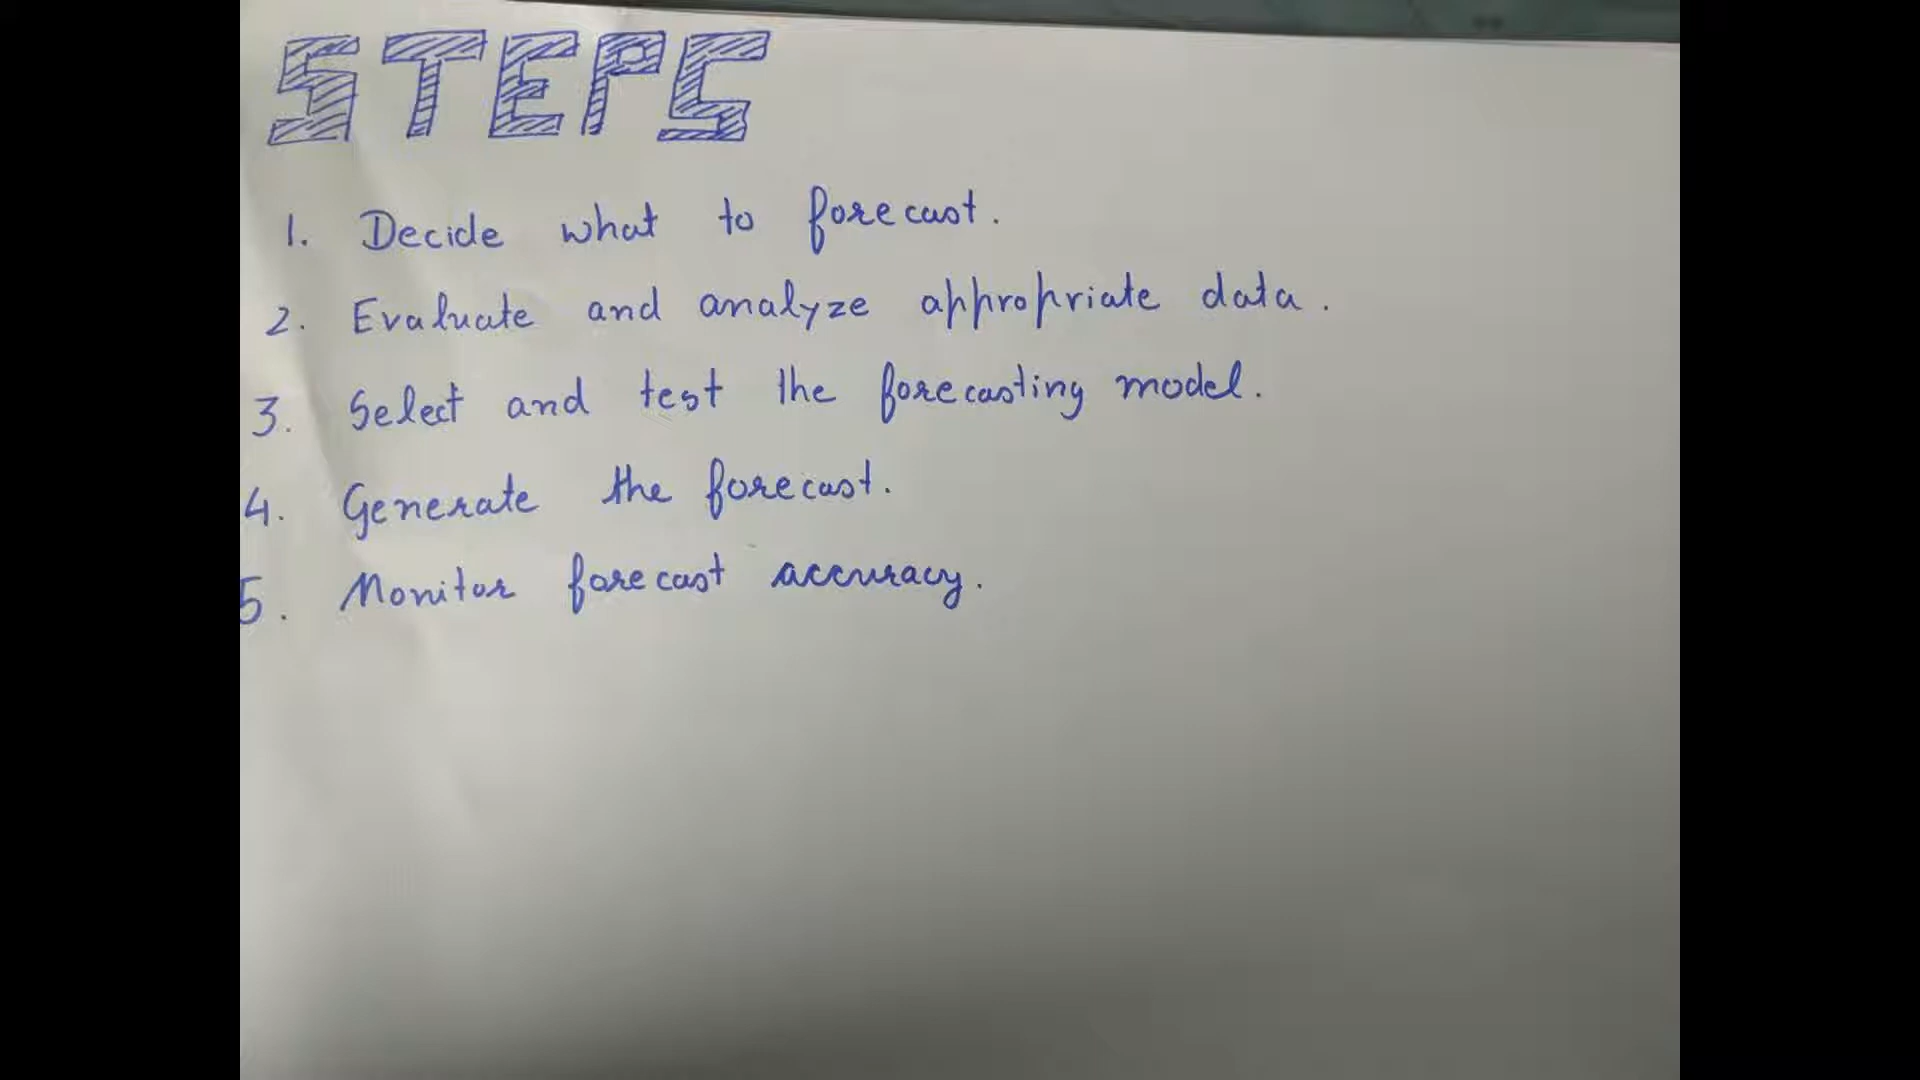 STEPS
1. Decide what to forecast.
2. Evaluate and analyze appropriate data.
3. Select and test the forecasting model.
4. Generate the forecast.
5. Monitor forecast accuracy.